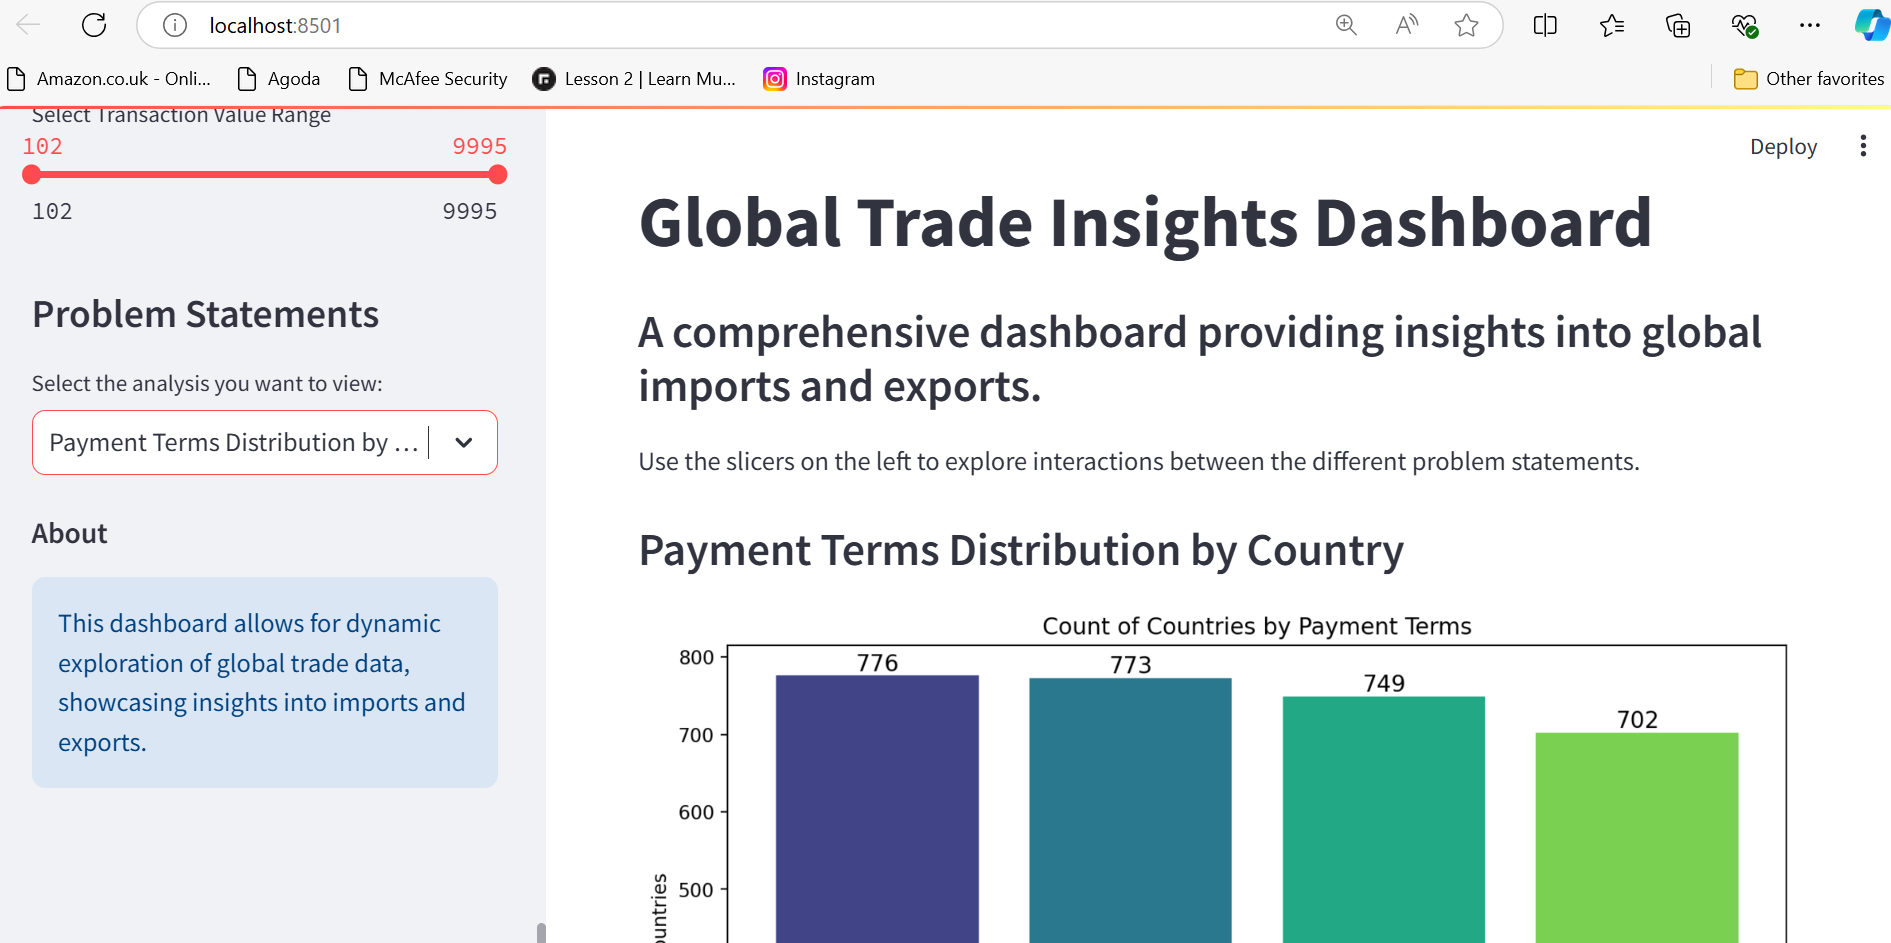 localhost:8501
Amazon.co.uk - Onli...
Agoda
McAfee Security
Lesson 2 | Learn Mu...
Instagram
Other favorites
Select Transaction Value Range
102 9995
102 9995
Problem Statements
Select the analysis you want to view:
Payment Terms Distribution by ...
About
This dashboard allows for dynamic
exploration of global trade data,
showcasing insights into imports and
exports.
Deploy
Global Trade Insights Dashboard
A comprehensive dashboard providing insights into global
imports and exports.
Use the slicers on the left to explore interactions between the different problem statements.
Payment Terms Distribution by Country
Count of Countries by Payment Terms
800
700
600
500
776
773
749
702
ountries